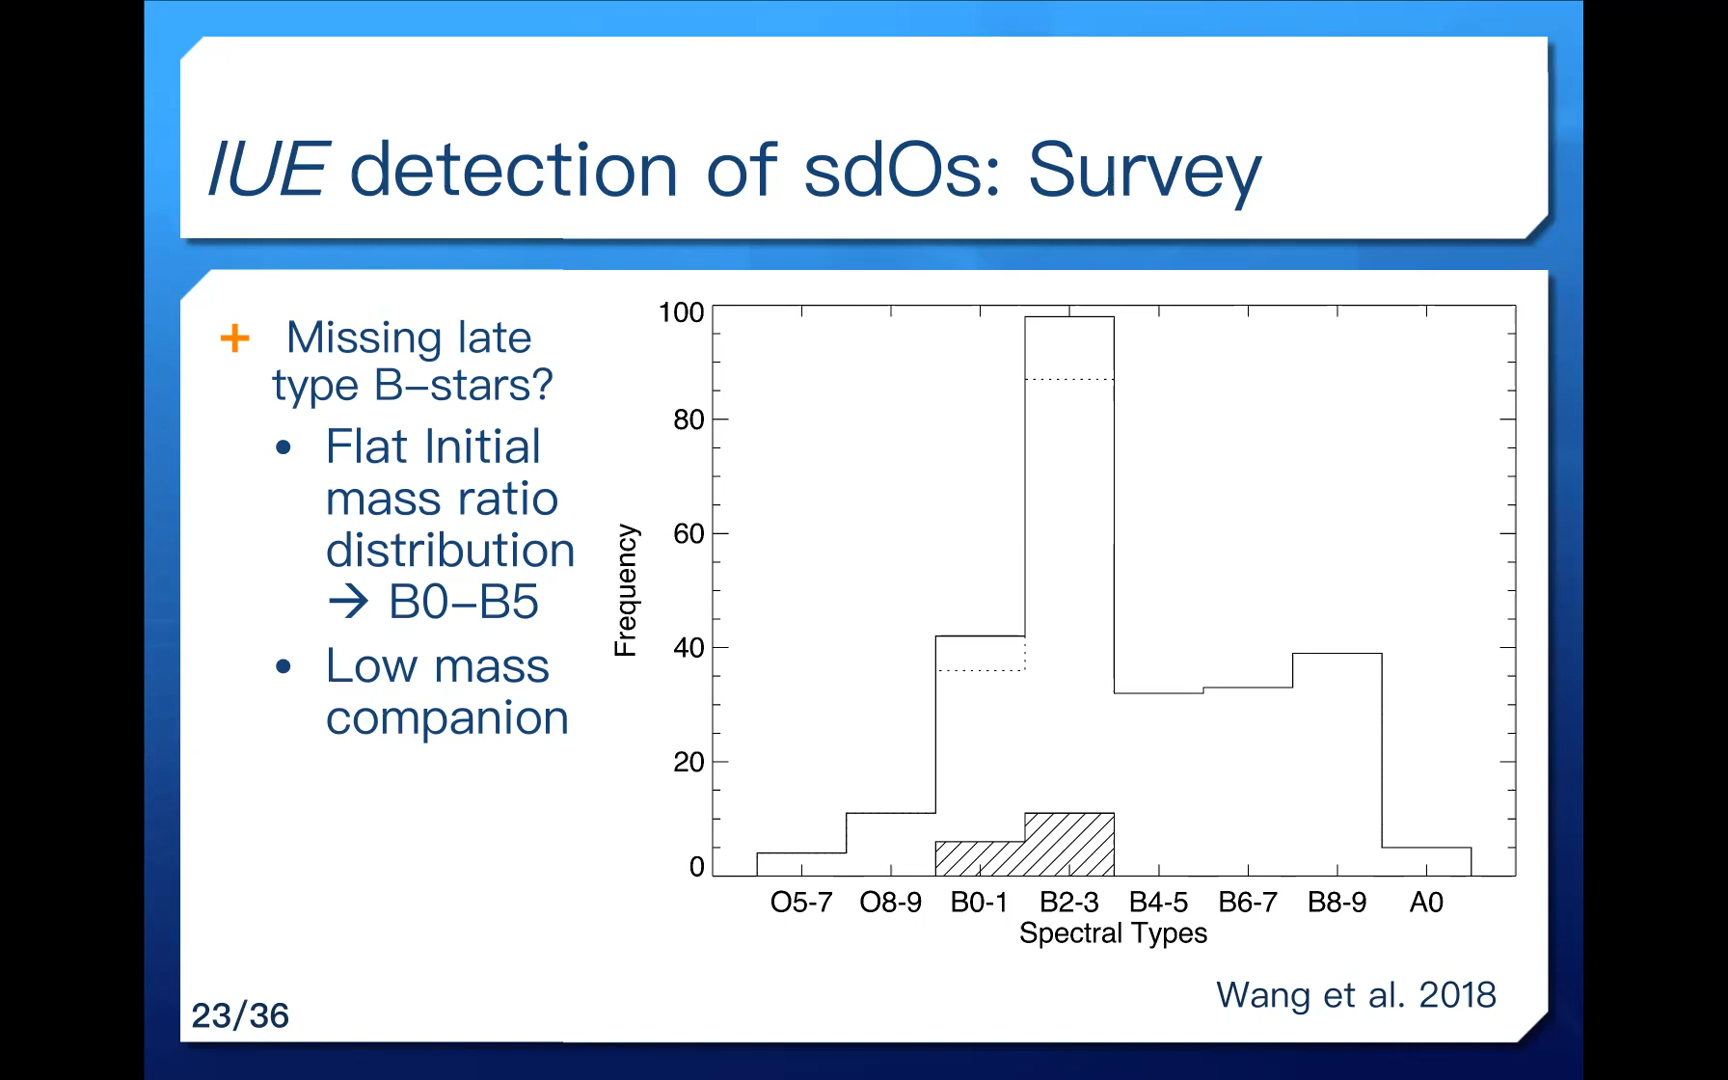 IUE detection of sdOs: Survey
+ Missing late
type B–stars?
• Flat Initial
mass ratio
distribution
→ B0–B5
• Low mass
companion
100
80
60
40
20
0
Frequency
O5-7 O8-9 B0-1 B2-3 B4-5 B6-7 B8-9 A0
Spectral Types
Wang et al. 2018
23/36